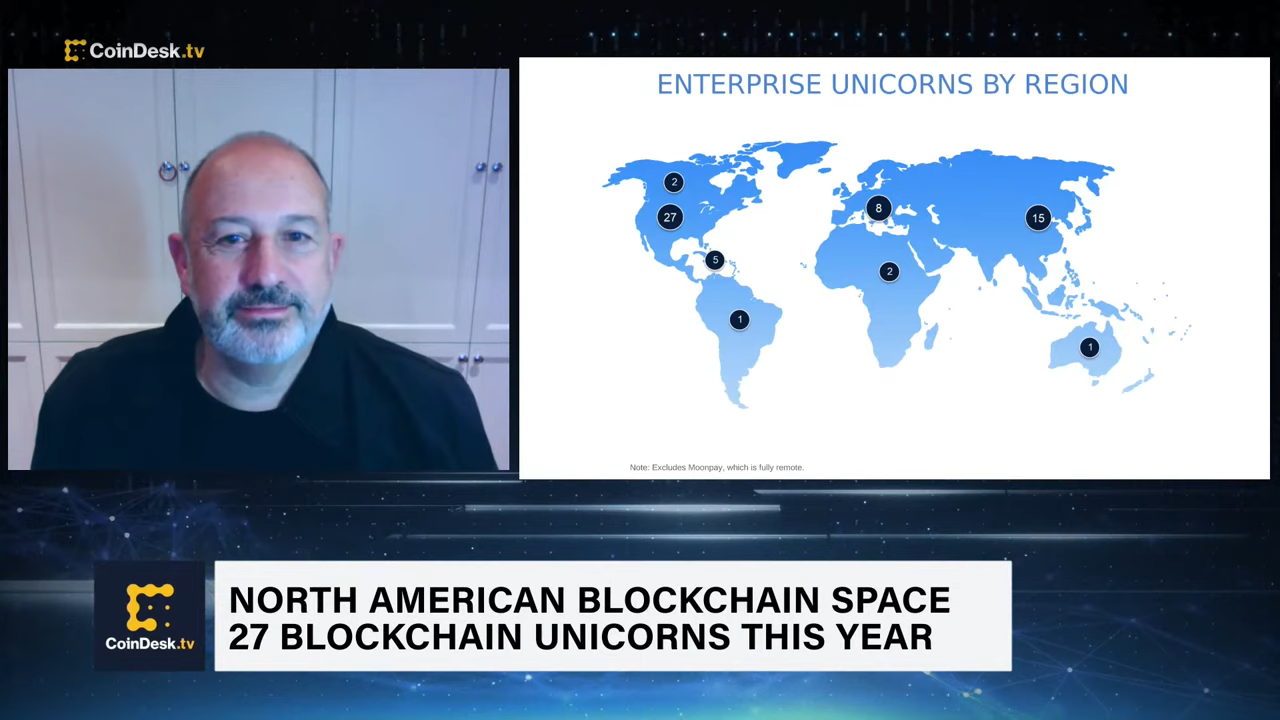 CoinDesk.tv
ENTERPRISE UNICORNS BY REGION
2
27
8
15
5
2
1
1
Note: Excludes Moonpay, which is fully remote.
NORTH AMERICAN BLOCKCHAIN SPACE
27 BLOCKCHAIN UNICORNS THIS YEAR
CoinDesk.tv